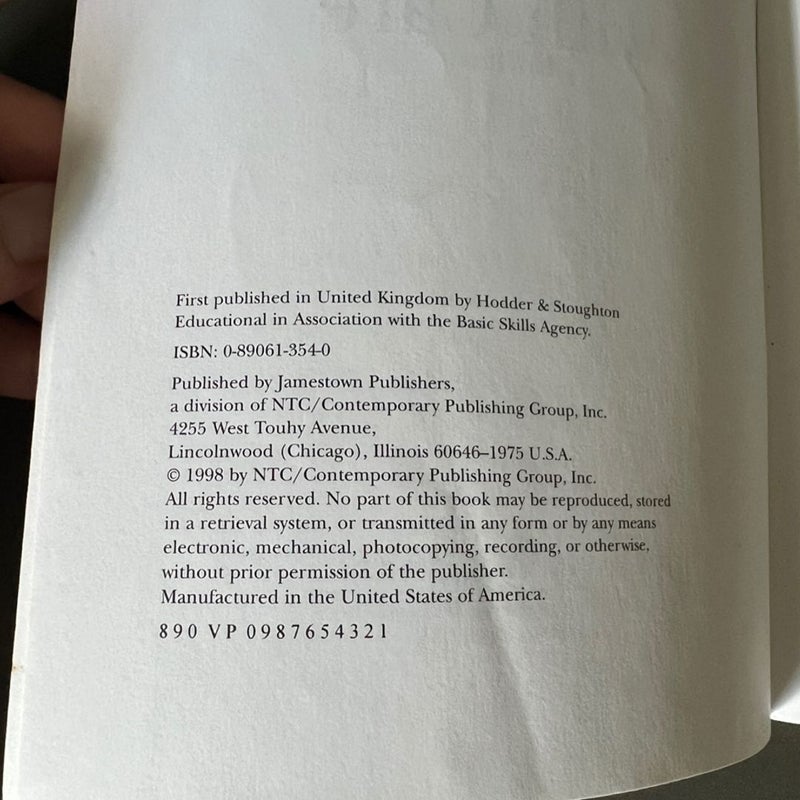 First published in United Kingdom by Hodder & Stoughton
Educational in Association with the Basic Skills Agency.
ISBN: 0-89061-354-0
Published by Jamestown Publishers,
a division of NTC/Contemporary Publishing Group, Inc.
4255 West Touhy Avenue,
Lincolnwood (Chicago), Illinois 60646–1975 U.S.A.
© 1998 by NTC/Contemporary Publishing Group, Inc.
All rights reserved. No part of this book may be reproduced, stored
in a retrieval system, or transmitted in any form or by any means
electronic, mechanical, photocopying, recording, or otherwise,
without prior permission of the publisher.
Manufactured in the United States of America.
890 VP 0987654321